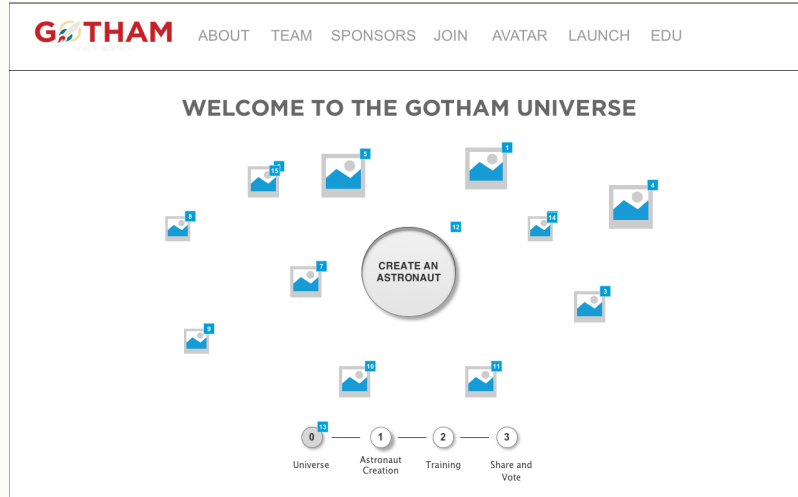 GOTHAM
SPACE AGENCY
ABOUT TEAM SPONSORS JOIN AVATAR LAUNCH EDU
WELCOME TO THE GOTHAM UNIVERSE
5
1
15
4
8
14
12
7
CREATE AN
ASTRONAUT
3
9
10
11
13
0 1 2 3
Universe
Astronaut
Creation
Training
Share and
Vote